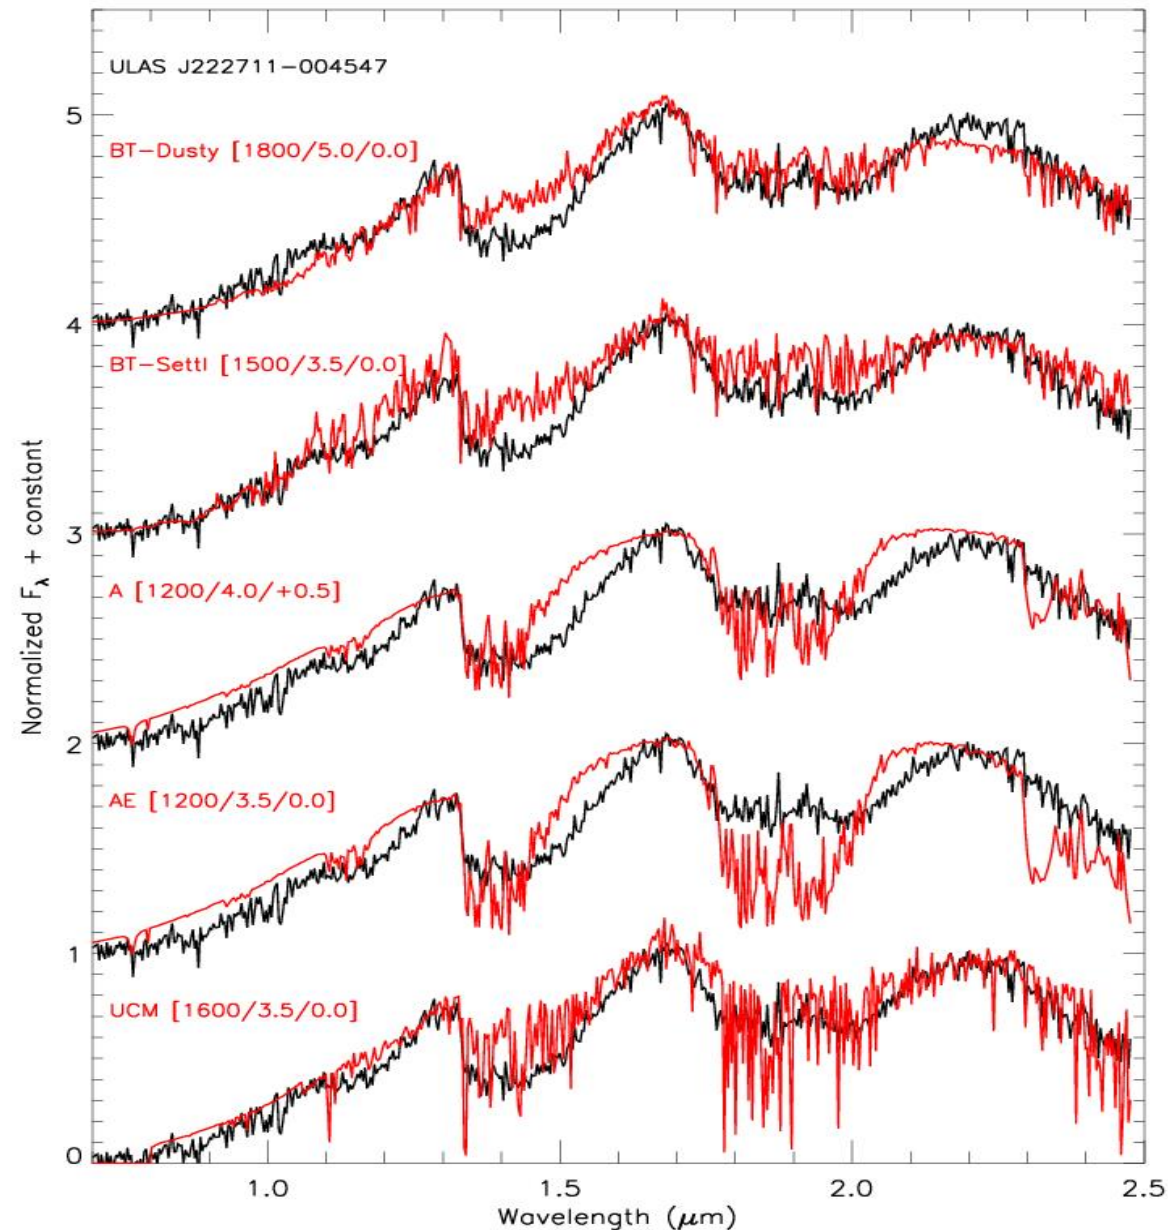 ULAS J222711-004547
5
BT-Dusty [1800/5.0/0.0]
4
BT-Settl [1500/3.5/0.0]
3
A [1200/4.0/+0.5]
2
AE [1200/3.5/0.0]
1
UCM [1600/3.5/0.0]
0
Normalized Fλ + constant
1.0 1.5 2.0 2.5
Wavelength (μm)